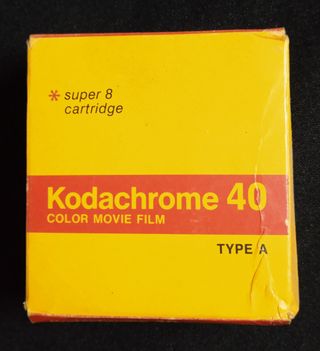 * super 8
cartridge
Kodachrome 40
COLOR MOVIE FILM
TYPE A